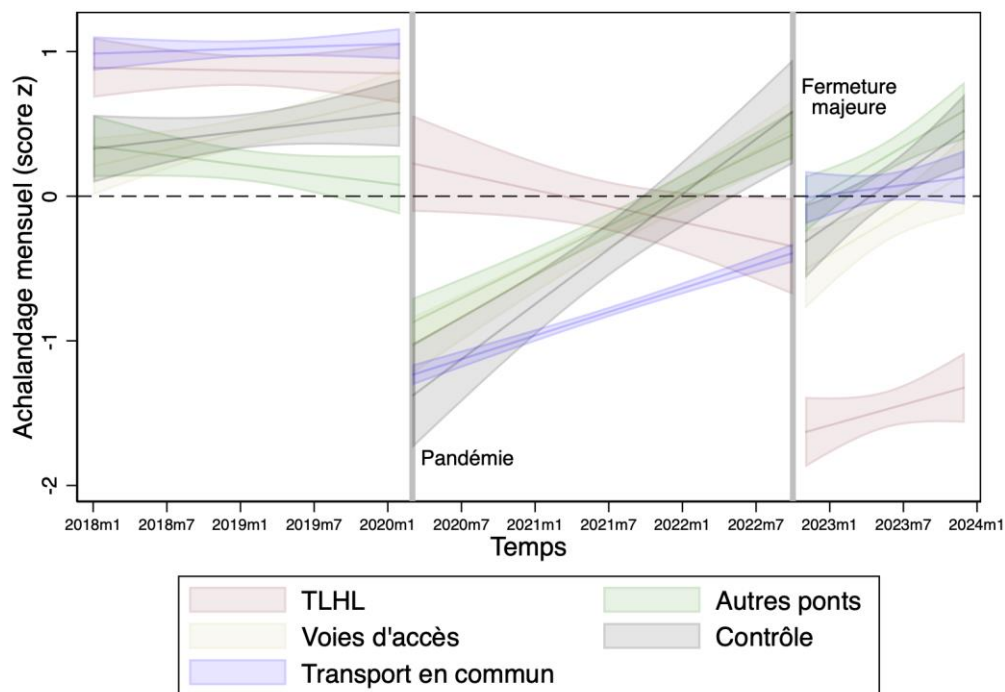 Achalandage mensuel (score z)
1
0
-1
-2
Fermeture
majeure
Pandémie
2018m1 2018m7 2019m1 2019m7 2020m1 2020m7 2021m1 2021m7 2022m1 2022m7 2023m1 2023m7 2024m1
Temps
TLHL Autres ponts
Voies d'accès Contrôle
Transport en commun